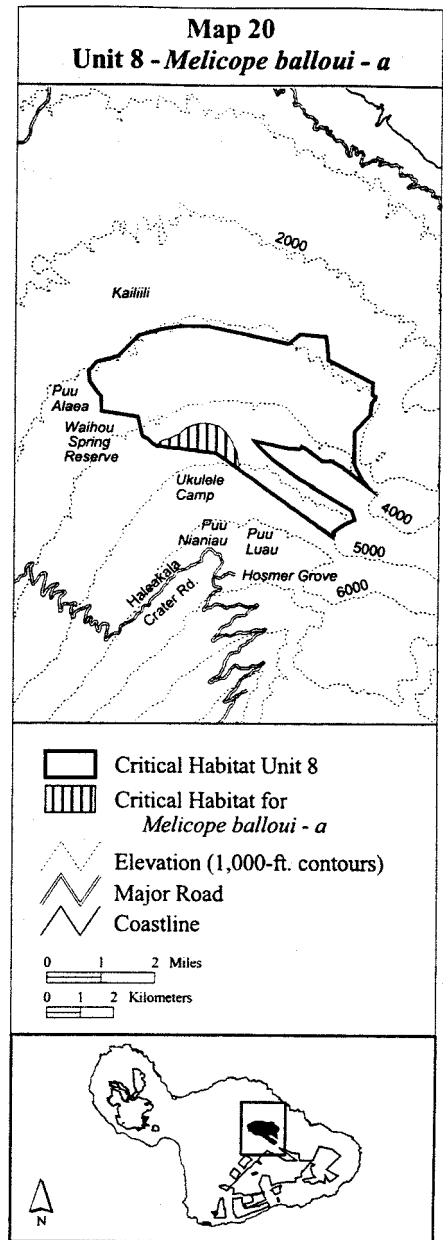 Map 20
Unit 8 - Melicope balloui - a
2000
Kailiili
Puu
Alaea
Waihou
Spring
Reserve
Ukulele
Camp
4000
Puu
Nianiau
Puu
Luau
5000
Haleakala
Crater Rd.
Hosmer Grove
6000
Critical Habitat Unit 8
Critical Habitat for
Melicope balloui - a
Elevation (1,000-ft. contours)
Major Road
Coastline
0 1 2 Miles
0 1 2 Kilometers
N